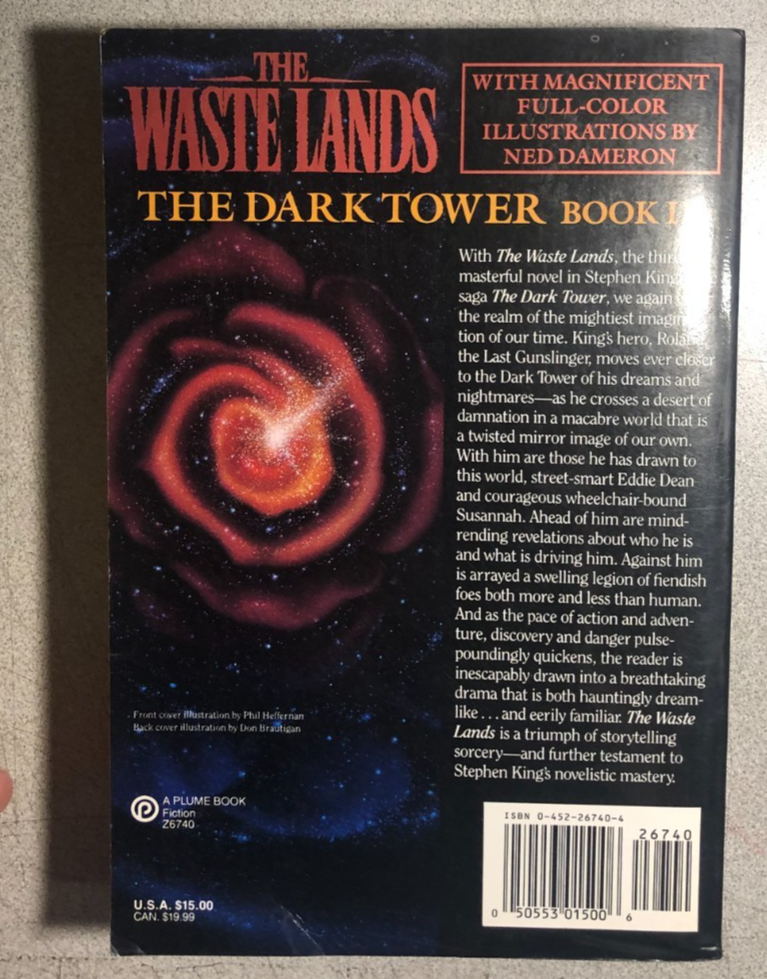 THE
WASTE LANDS
WITH MAGNIFICENT
FULL-COLOR
ILLUSTRATIONS BY
NED DAMERON
THE DARK TOWER BOOK
With The Waste Lands, the third
masterful novel in Stephen King
saga The Dark Tower, we again
the realm of the mightiest imagin
tion of our time. King's hero, Roland,
the Last Gunslinger, moves ever closer
to the Dark Tower of his dreams and
nightmares—as he crosses a desert of
damnation in a macabre world that is
a twisted mirror image of our own.
With him are those he has drawn to
this world, street-smart Eddie Dean
and courageous wheelchair-bound
Susannah. Ahead of him are mind-
rending revelations about who he is
and what is driving him. Against him
is arrayed a swelling legion of fiendish
foes both more and less than human.
And as the pace of action and adven-
ture, discovery and danger pulse-
poundingly quickens, the reader is
inescapably drawn into a breathtaking
drama that is both hauntingly dream-
like . . . and eerily familiar. The Waste
Lands is a triumph of storytelling
sorcery—and further testament to
Stephen King's novelistic mastery.
Front cover illustration by Phil Heffernan
Back cover illustration by Don Brautigan
A PLUME BOOK
Fiction
Z6740
U.S.A. $15.00
CAN. $19.99
ISBN 0-452-26740-4
26740
0 50553 01500 6